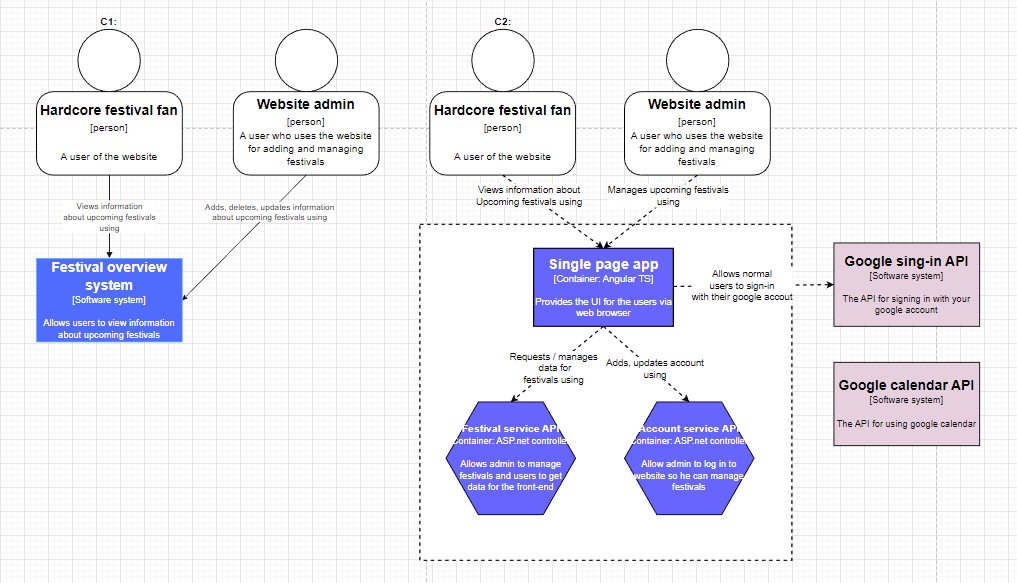 C1:
Hardcore festival fan
[person]
A user of the website
Website admin
[person]
A user who uses the website
for adding and managing
festivals
Views information
about upcoming festivals
using
Adds, deletes, updates information
about upcoming festivals using
Festival overview
system
[Software system]
Allows users to view information
about upcoming festivals
C2:
Hardcore festival fan
[person]
A user of the website
Website admin
[person]
A user who uses the website
for adding and managing
festivals
Views information about
Upcoming festivals using
Manages upcoming festivals
using
Single page app
[Container: Angular TS]
Provides the UI for the users via
web browser
Allows normal
users to sign-in
with their google accout
Google sing-in API
[Software system]
The API for signing in with your
google account
Requests / manages
data for
festivals using
Adds, updates account
using
Google calendar API
[Software system]
The API for using google calendar
Festival service API
Container: ASP.net controlle
Allows admin to manage
festivals and users to get
data for the front-end
Account service API
Container: ASP.net controlle
Allow admin to log in to
website so he can manage
festivals